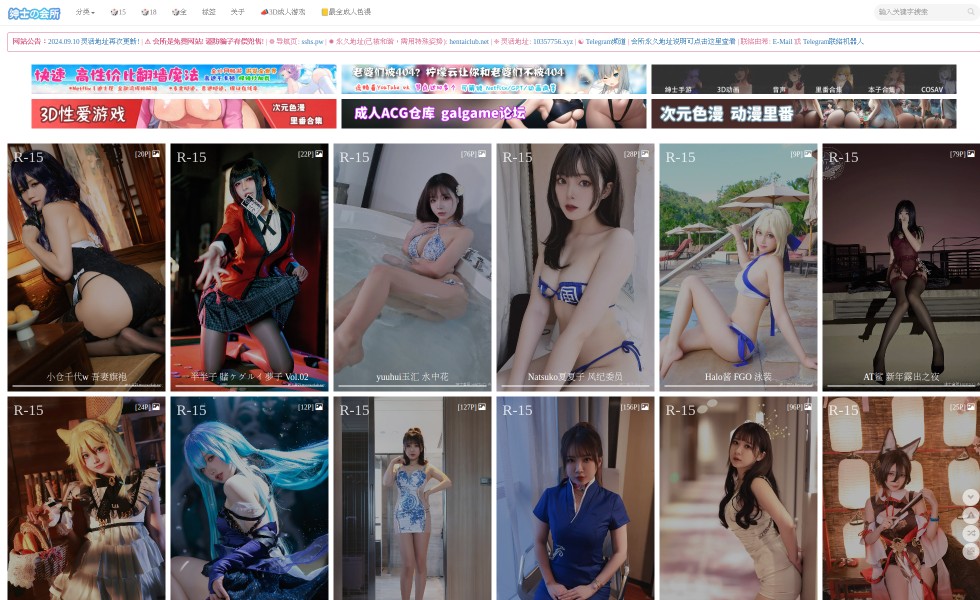 绅士の会所 分类 15 18 全 标签 关于 3D成人游戏 最全成人色漫 输入关键字搜索
网站公告：2024.09.10 灵活地址再次更新! | 会所是免费网站! 谨防骗子有偿兜售! | 导航页: sshs.pw | 永久地址(已被和谐，需用特殊姿势): hentaiclub.net | 灵活地址: 10357756.xyz | Telegram频道 | 会所永久地址说明可点击这里查看 | 联络由希: E-Mail 或 Telegram联络机器人
快速 高性价比翻墙魔法
老婆们被404? 柠檬云让你和老婆们不被404
绅士手游 3D动画 音声 里番合集 本子合集 COSAV
3D性爱游戏 次元色漫
里番合集
成人ACG仓库 galgame论坛
次元色漫 动漫里番
R-15 [20P]
小仓千代w 吾妻旗袍
R-15 [22P]
一半半子 賭ケグルイ 夢子 Vol.02
R-15 [76P]
yuuhui玉汇 水中花
R-15 [28P]
Natsuko夏夏子 风纪委员
R-15 [9P]
Halo酱 FGO 泳装
R-15 [79P]
AT鲨 新年露出之夜
R-15 [24P]
R-15 [12P]
R-15 [127P]
R-15 [156P]
R-15 [96P]
R-15 [25P]